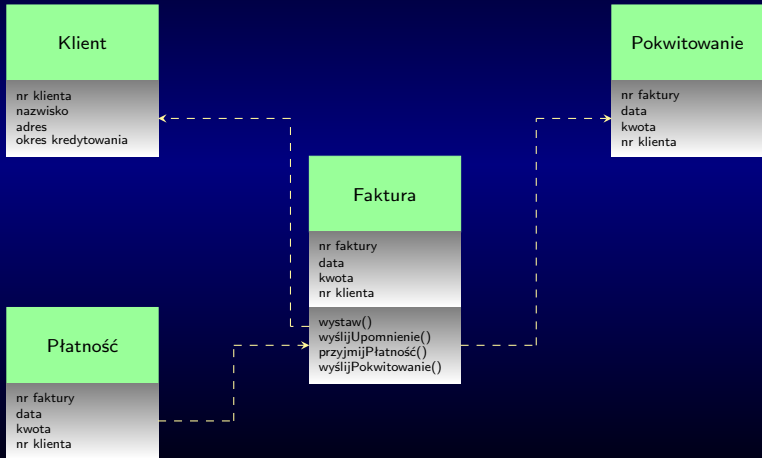 Klient
nr klienta
nazwisko
adres
okres kredytowania
Pokwitowanie
nr faktury
data
kwota
nr klienta
Faktura
nr faktury
data
kwota
nr klienta
wystaw()
wyślijUpomnienie()
przyjmijPłatność()
wyślijPokwitowanie()
Płatność
nr faktury
data
kwota
nr klienta